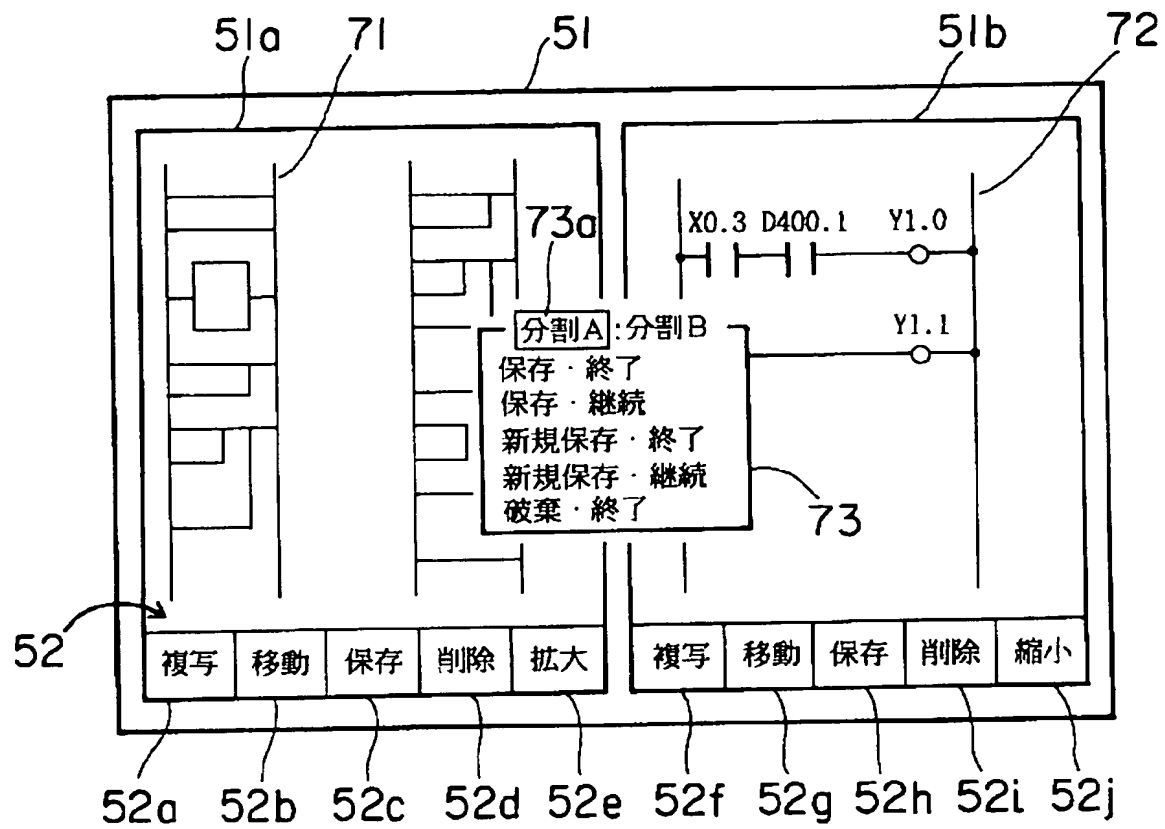 51a 71 51 51b 72
73a
X0.3 D400.1 Y1.0
分割A:分割B
Y1.1
保存・終了
保存・継続
新規保存・終了
新規保存・継続
破棄・終了
73
52
複写 移動 保存 削除 拡大
複写 移動 保存 削除 縮小
52a 52b 52c 52d 52e 52f 52g 52h 52i 52j